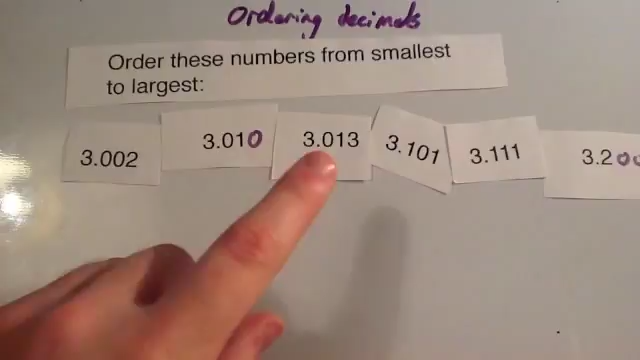 Ordering decimals
Order these numbers from smallest
to largest:
3.002 3.010 3.013 3.101 3.111 3.200